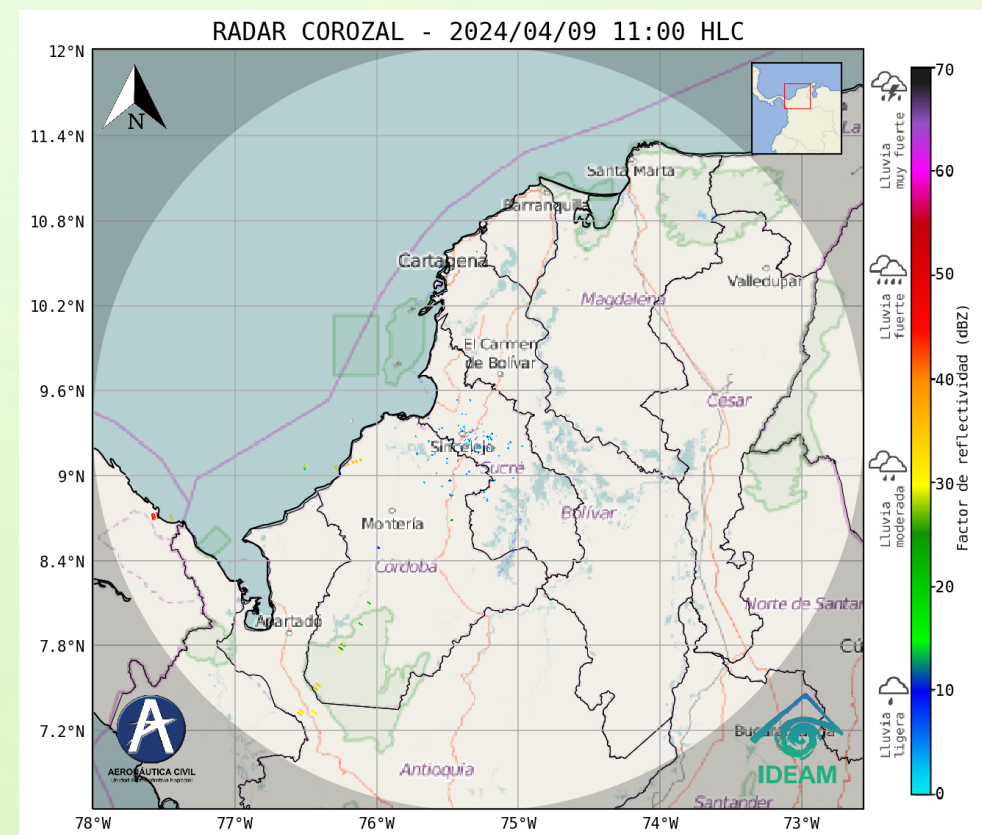 RADAR COROZAL - 2024/04/09 11:00 HLC
12°N
11.4°N
10.8°N
10.2°N
9.6°N
9°N
8.4°N
7.8°N
7.2°N
78°W
77°W
76°W
75°W
74°W
73°W
N
La
Santa Marta
Barranquilla
Cartagena
Valledupar
Magdalena
El Carmen
de Bolívar
Cesar
Sincelejo
Sucre
Bolívar
Montería
Córdoba
Norte de Santan
Apartado
Cú
Antioquia
Santander
AERONÁUTICA CIVIL
IDEAM
Lluvia
muy fuerte
Lluvia
fuerte
Lluvia
moderada
Lluvia
ligera
70
60
50
40
30
20
10
0
Factor de reflectividad (dBZ)